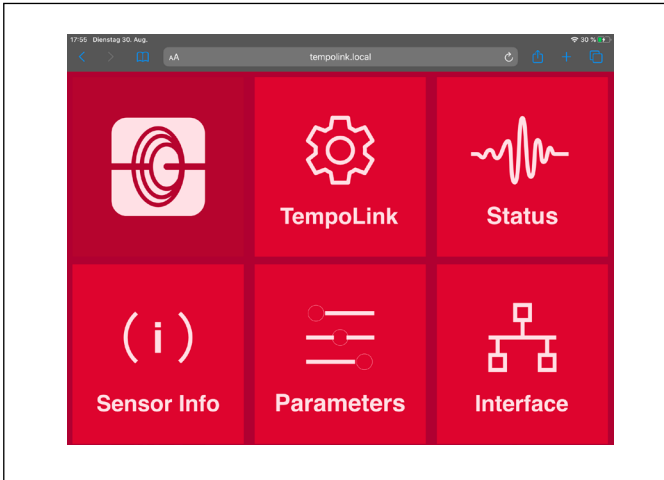 17:55 Dienstag 30. Aug.
30 %
AA
tempolink.local
TempoLink
Status
( i )
Sensor Info
Parameters
Interface